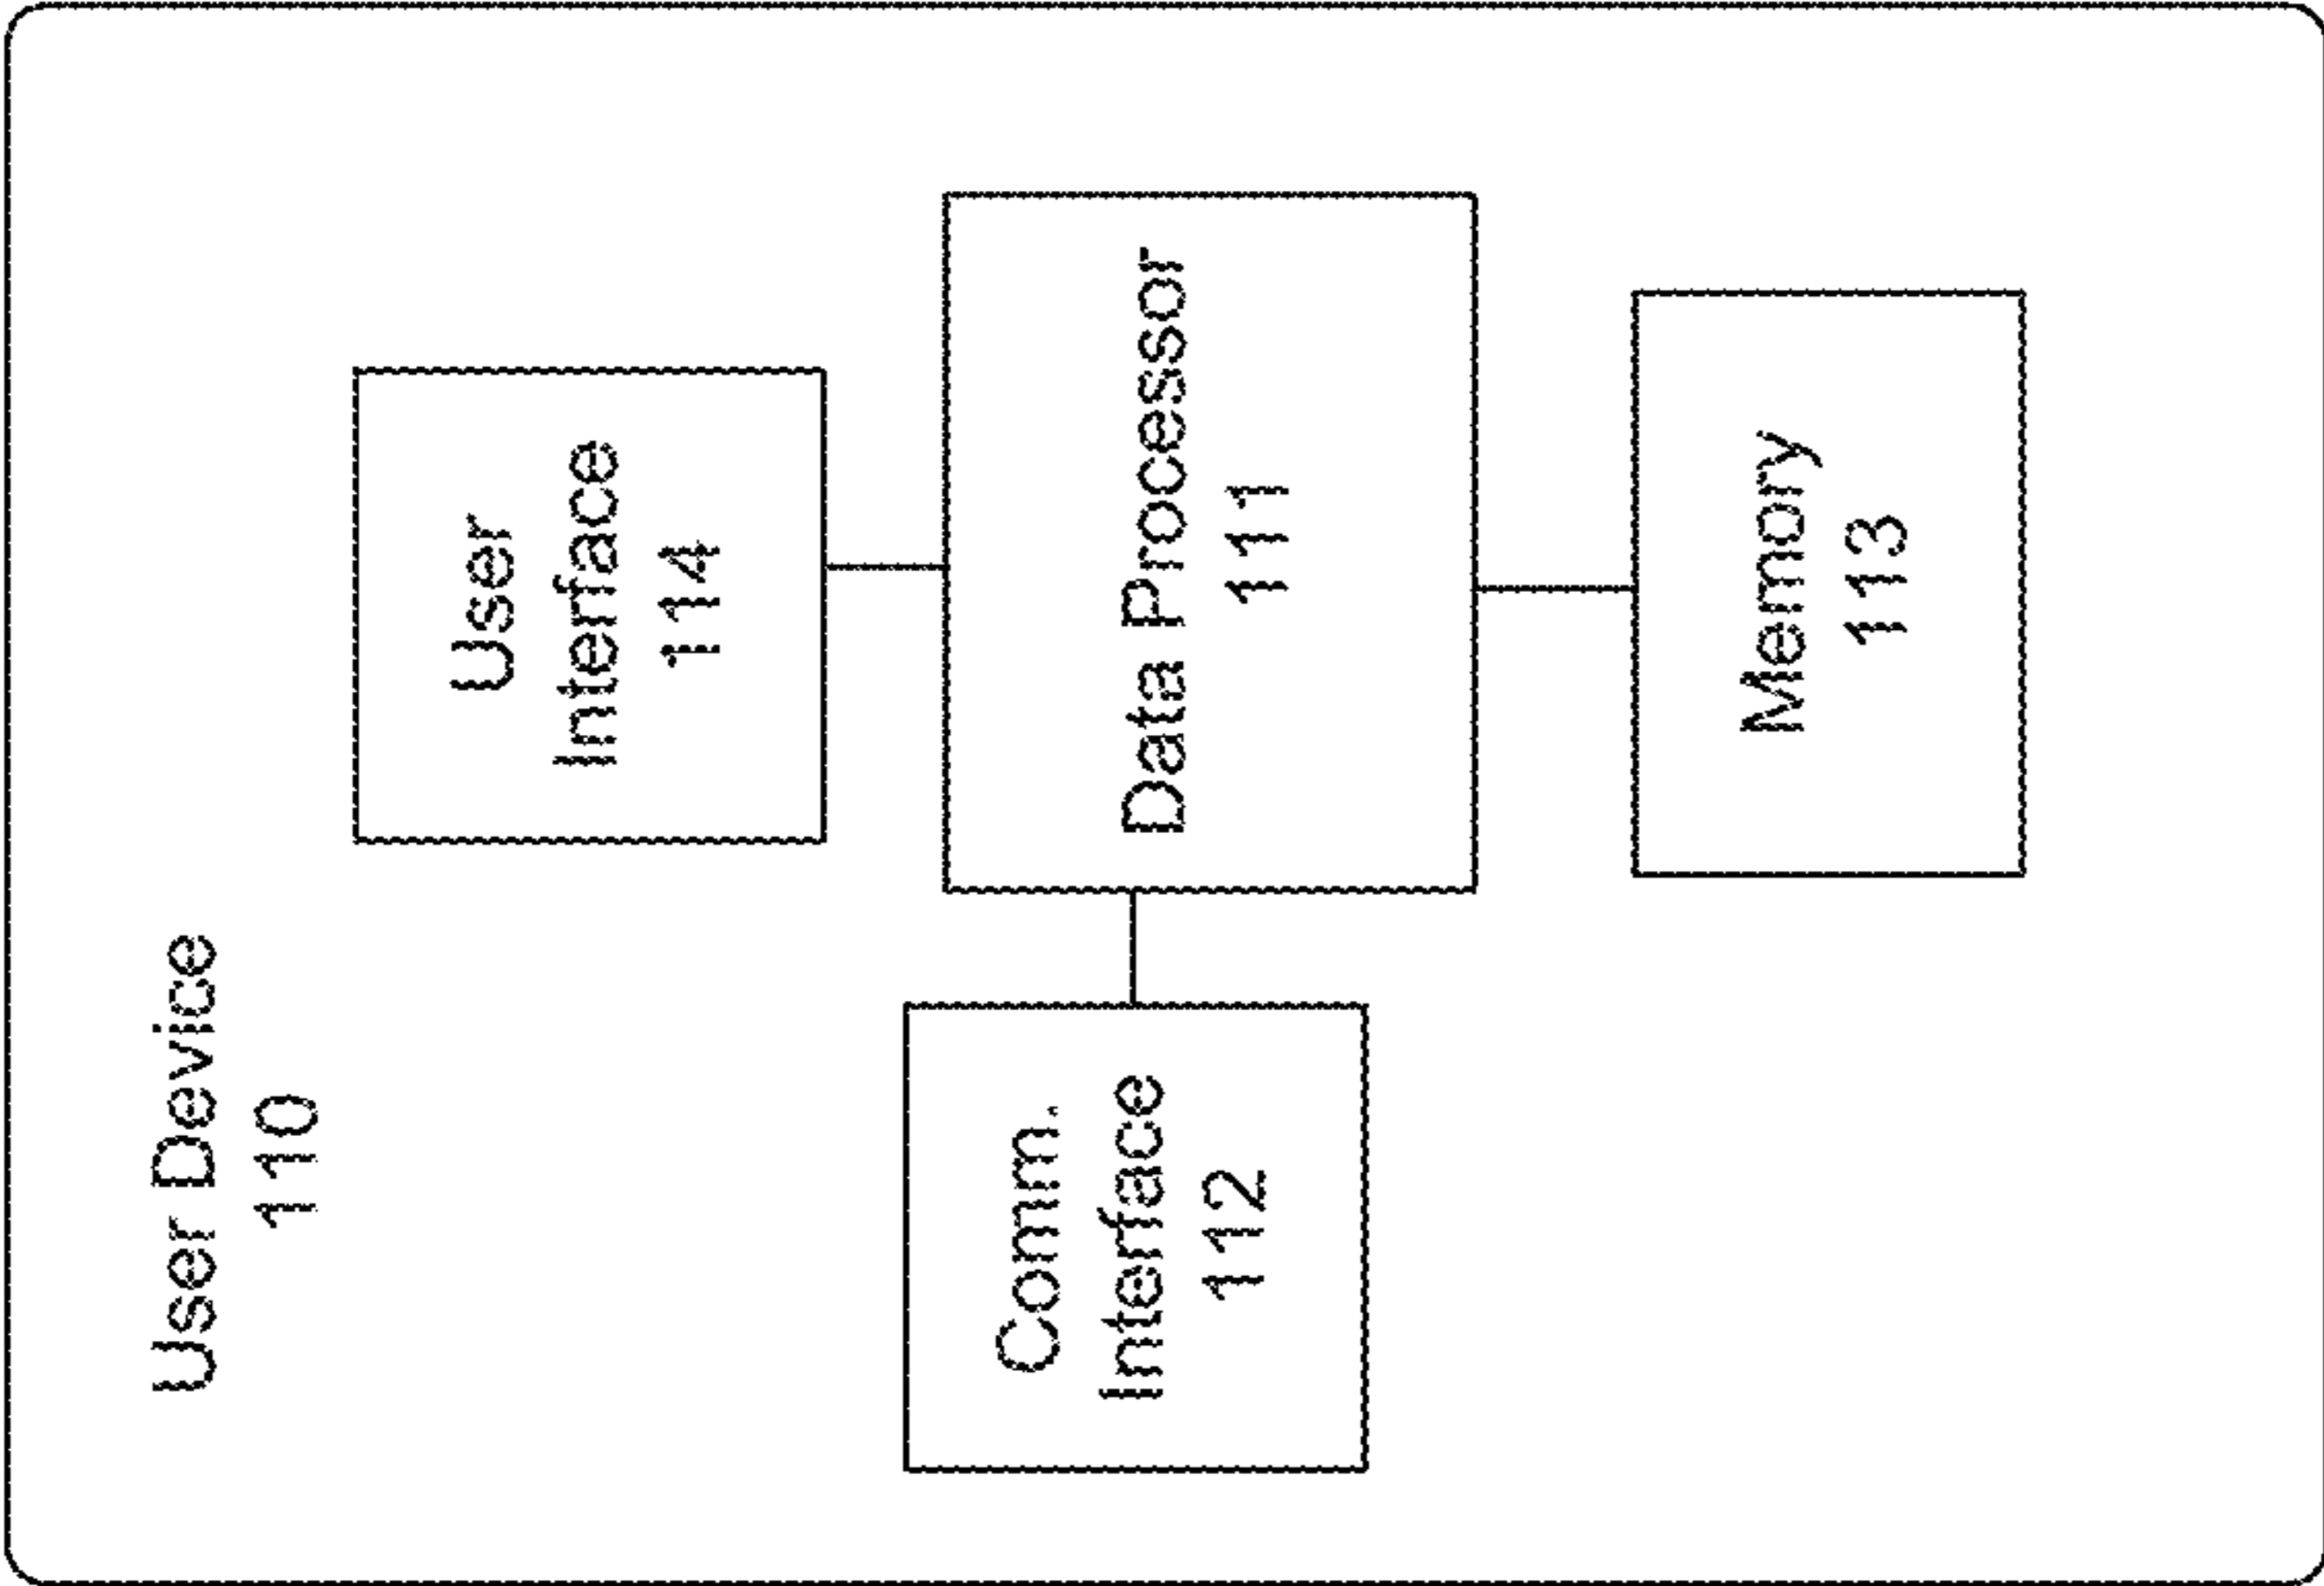 User Device
110
User
Interface
114
Comm.
Interface
112
Data Processor
111
Memory
113